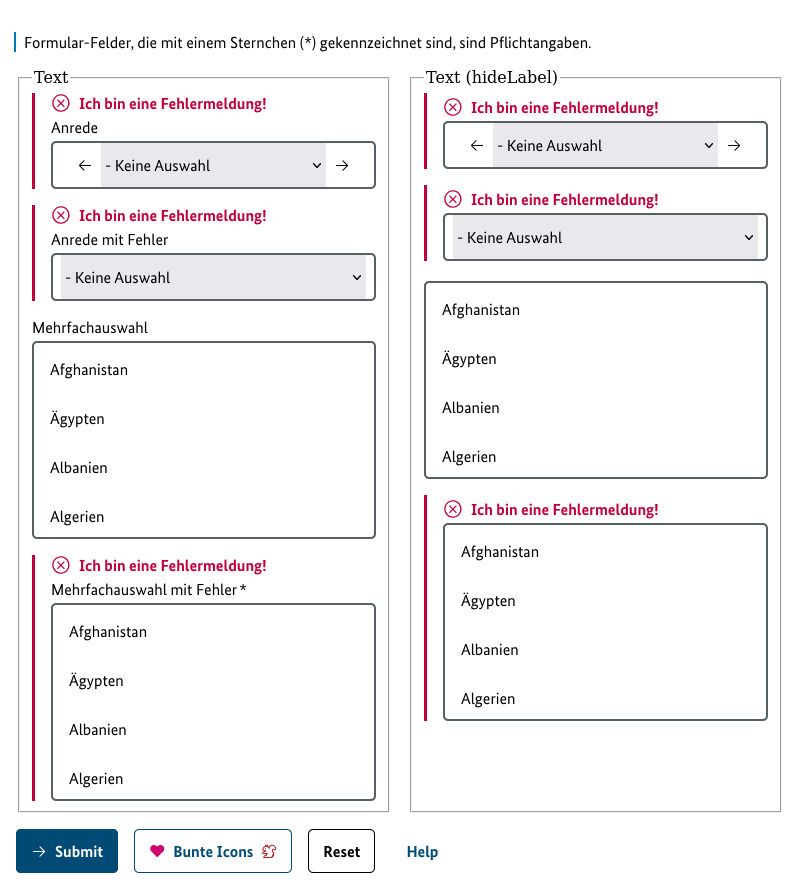 Formular-Felder, die mit einem Sternchen (*) gekennzeichnet sind, sind Pflichtangaben.
Text
Ich bin eine Fehlermeldung!
Anrede
- Keine Auswahl
Ich bin eine Fehlermeldung!
Anrede mit Fehler
- Keine Auswahl
Mehrfachauswahl
Afghanistan
Ägypten
Albanien
Algerien
Ich bin eine Fehlermeldung!
Mehrfachauswahl mit Fehler *
Afghanistan
Ägypten
Albanien
Algerien
Text (hideLabel)
Ich bin eine Fehlermeldung!
- Keine Auswahl
Ich bin eine Fehlermeldung!
- Keine Auswahl
Afghanistan
Ägypten
Albanien
Algerien
Ich bin eine Fehlermeldung!
Afghanistan
Ägypten
Albanien
Algerien
Submit
Bunte Icons
Reset
Help